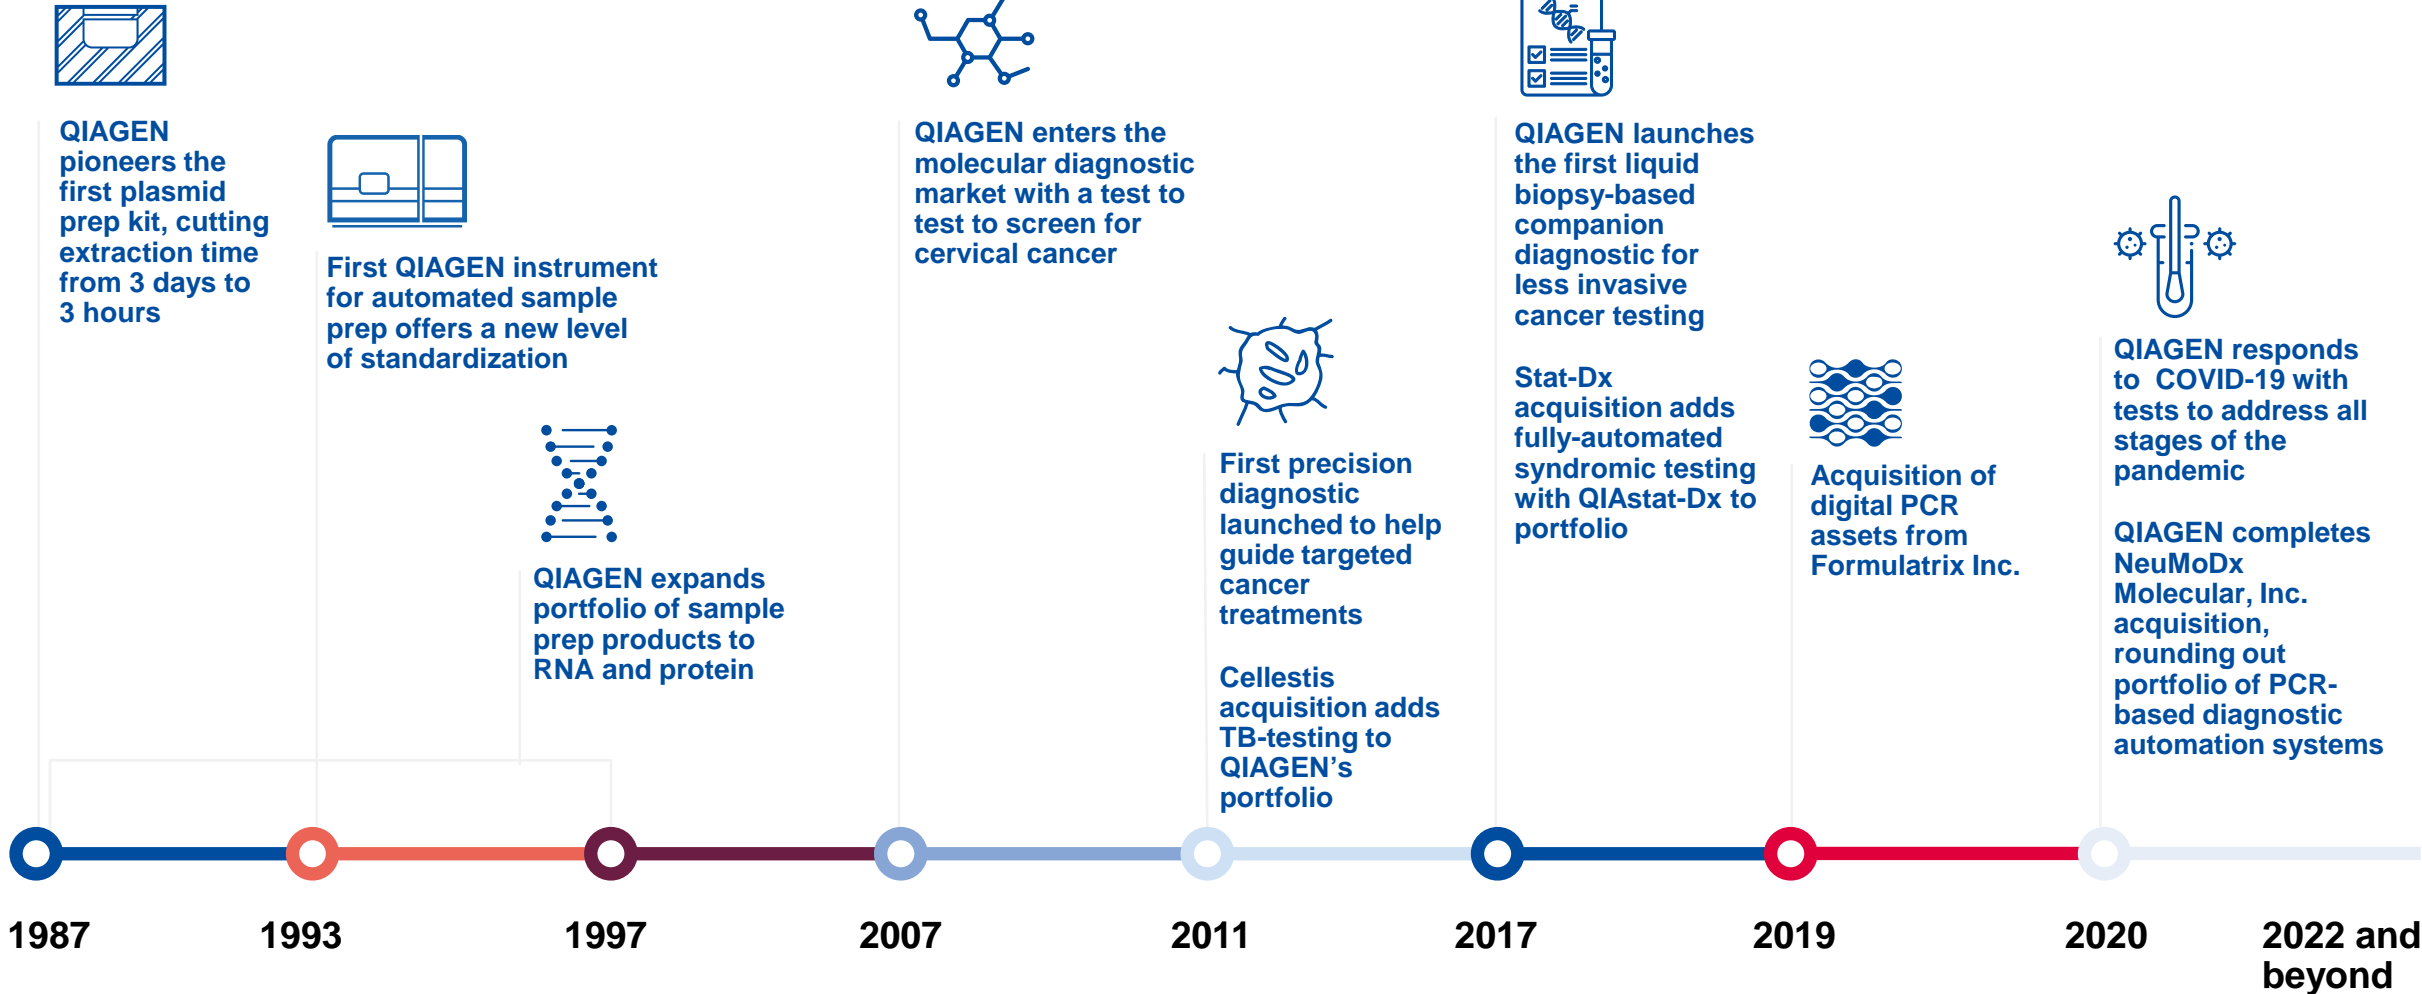 QIAGEN
pioneers the
first plasmid
prep kit, cutting
extraction time
from 3 days to
3 hours
First QIAGEN instrument
for automated sample
prep offers a new level
of standardization
QIAGEN expands
portfolio of sample
prep products to
RNA and protein
QIAGEN enters the
molecular diagnostic
market with a test to
test to screen for
cervical cancer
First precision
diagnostic
launched to help
guide targeted
cancer
treatments
Cellestis
acquisition adds
TB-testing to
QIAGEN’s
portfolio
QIAGEN launches
the first liquid
biopsy-based
companion
diagnostic for
less invasive
cancer testing
Stat-Dx
acquisition adds
fully-automated
syndromic testing
with QIAstat-Dx to
portfolio
Acquisition of
digital PCR
assets from
Formulatrix Inc.
QIAGEN responds
to COVID-19 with
tests to address all
stages of the
pandemic
QIAGEN completes
NeuMoDx
Molecular, Inc.
acquisition,
rounding out
portfolio of PCR-
based diagnostic
automation systems
1987
1993
1997
2007
2011
2017
2019
2020
2022 and
beyond